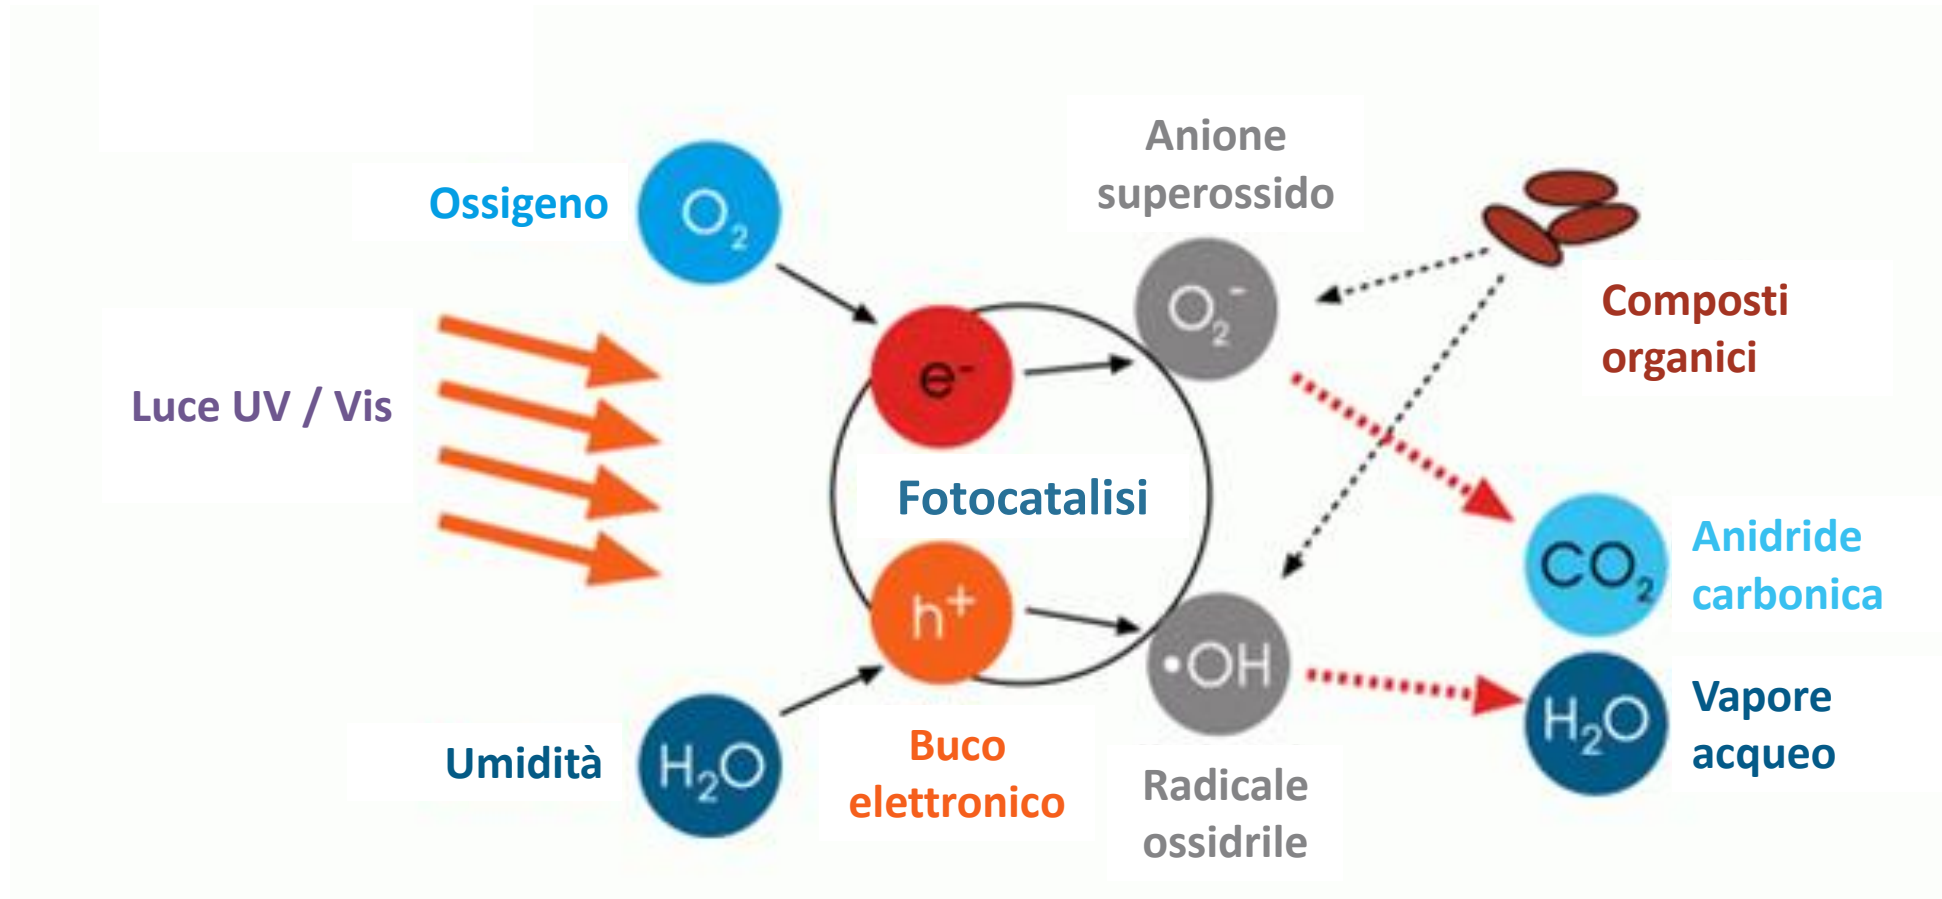 Anione
superossido
Ossigeno
O₂
O₂⁻
Composti
organici
e⁻
Luce UV / Vis
Fotocatalisi
CO₂
Anidride
carbonica
h⁺
•OH
H₂O
Vapore
acqueo
Umidità
H₂O
Buco
elettronico
Radicale
ossidrile